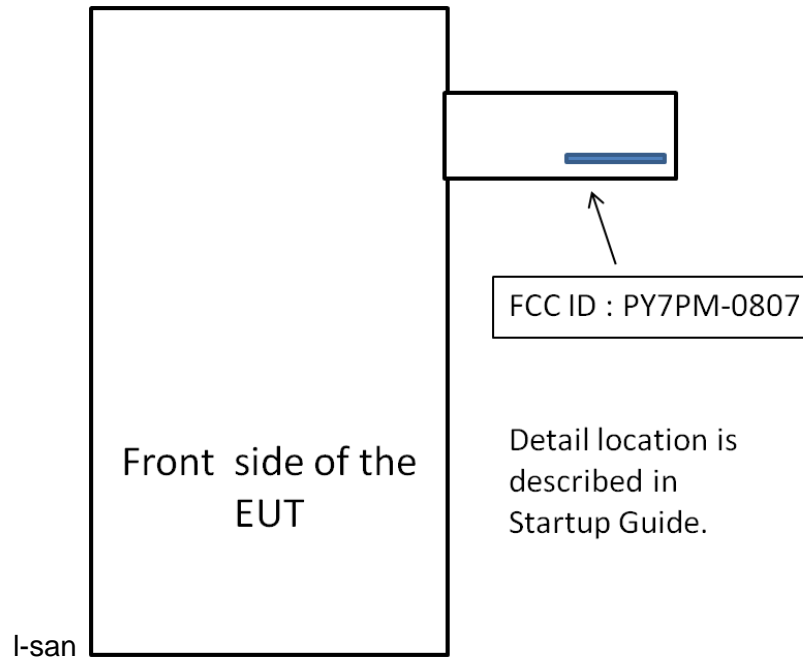 FCC ID : PY7PM-0807
Front side of the
EUT
Detail location is
described in
Startup Guide.
l-san